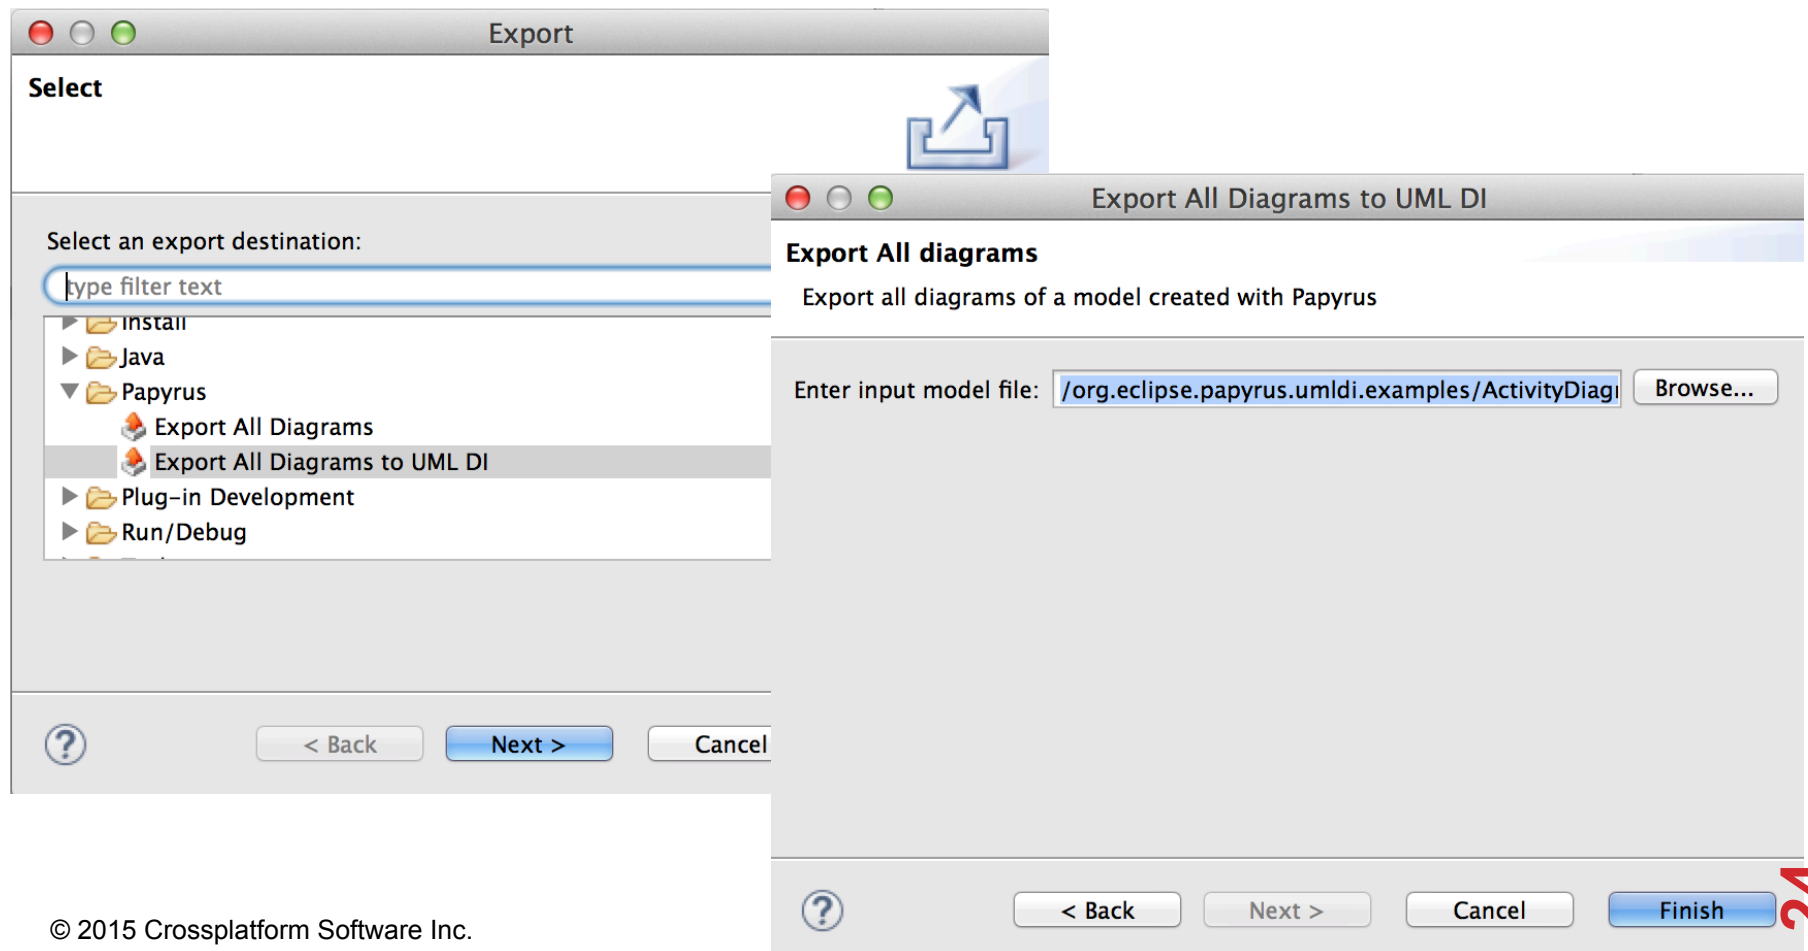 Export
Select
Select an export destination:
type filter text
Install
Java
Papyrus
Export All Diagrams
Export All Diagrams to UML DI
Plug-in Development
Run/Debug
< Back
Next >
Cancel
Export All Diagrams to UML DI
Export All diagrams
Export all diagrams of a model created with Papyrus
Enter input model file: /org.eclipse.papyrus.umldi.examples/ActivityDiagr Browse...
< Back
Next >
Cancel
Finish
© 2015 Crossplatform Software Inc.
24